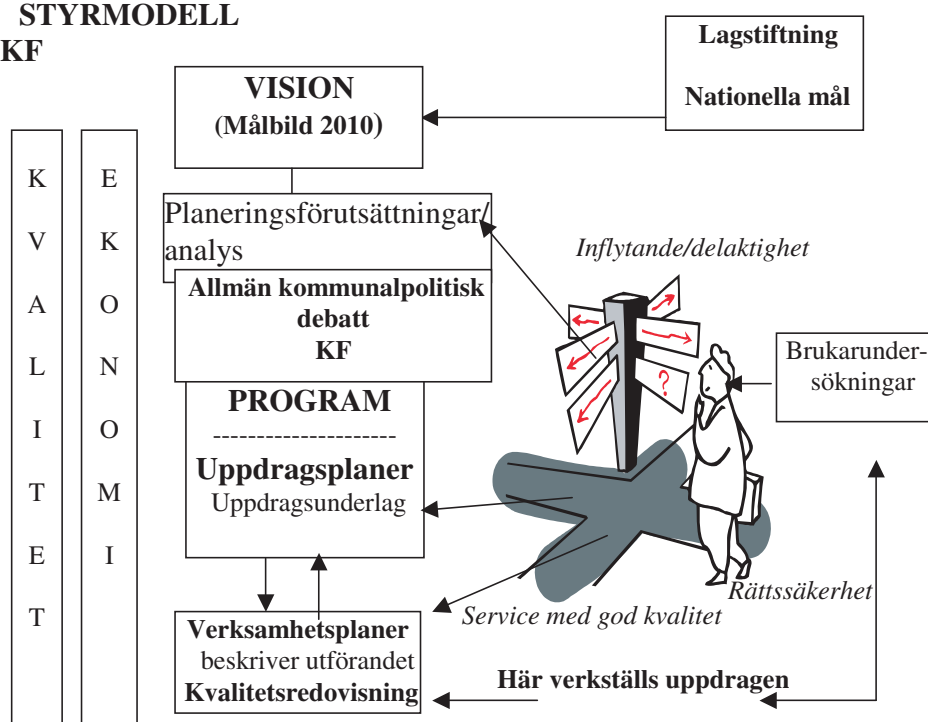 STYRMODELL
KF
Lagstiftning
Nationella mål
VISION
(Målbild 2010)
K
V
A
L
I
T
E
T
E
K
O
N
O
M
I
Planeringsförutsättningar/
analys
Allmän kommunalpolitisk
debatt
KF
PROGRAM
---------------------
Uppdragsplaner
Uppdragsunderlag
Inflytande/delaktighet
?
Brukarunder-
sökningar
Rättssäkerhet
Service med god kvalitet
Verksamhetsplaner
beskriver utförandet
Kvalitetsredovisning
Här verkställs uppdragen